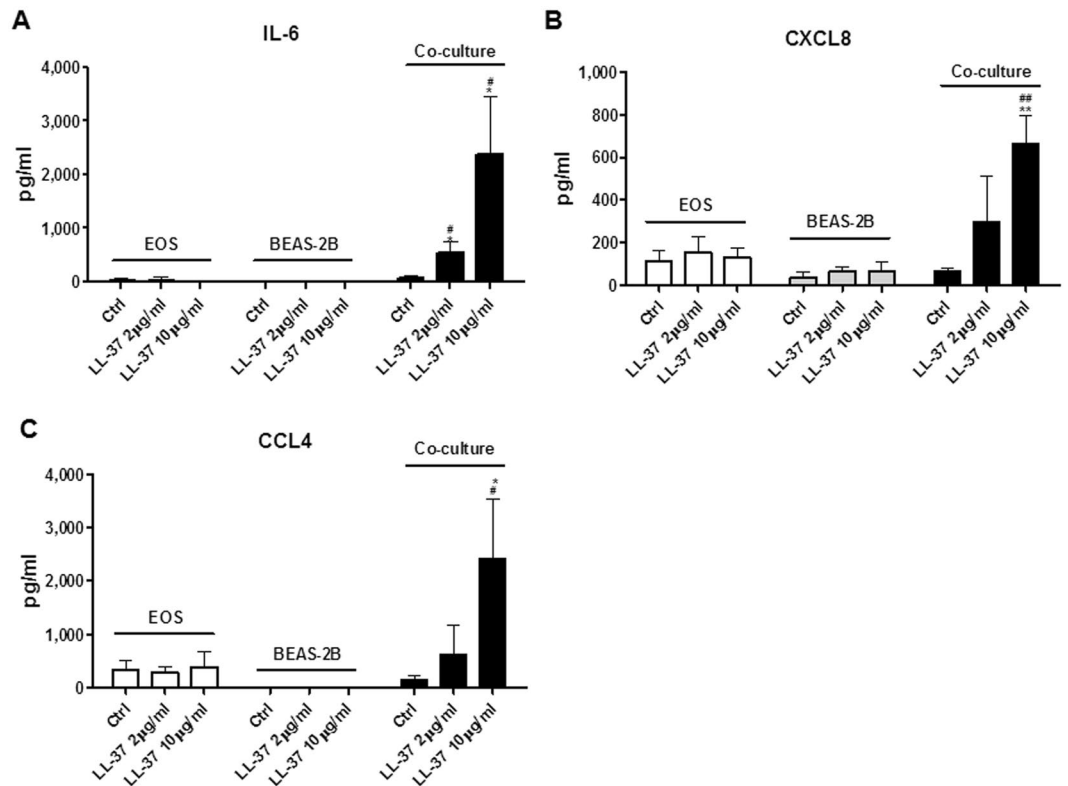 A
IL-6
Co-culture
4,000
3,000
2,000
1,000
0
pg/ml
#
*
#
*
EOS
BEAS-2B
Ctrl
LL-37 2µg/ml
LL-37 10µg/ml
Ctrl
LL-37 2µg/ml
LL-37 10µg/ml
Ctrl
LL-37 2µg/ml
LL-37 10µg/ml
B
CXCL8
Co-culture
1,000
800
600
400
200
0
pg/ml
##
**
EOS
BEAS-2B
Ctrl
LL-37 2µg/ml
LL-37 10µg/ml
Ctrl
LL-37 2µg/ml
LL-37 10µg/ml
Ctrl
LL-37 2µg/ml
LL-37 10µg/ml
C
CCL4
Co-culture
4,000
3,000
2,000
1,000
0
pg/ml
*
#
EOS
BEAS-2B
Ctrl
LL-37 2µg/ml
LL-37 10µg/ml
Ctrl
LL-37 2µg/ml
LL-37 10µg/ml
Ctrl
LL-37 2µg/ml
LL-37 10µg/ml